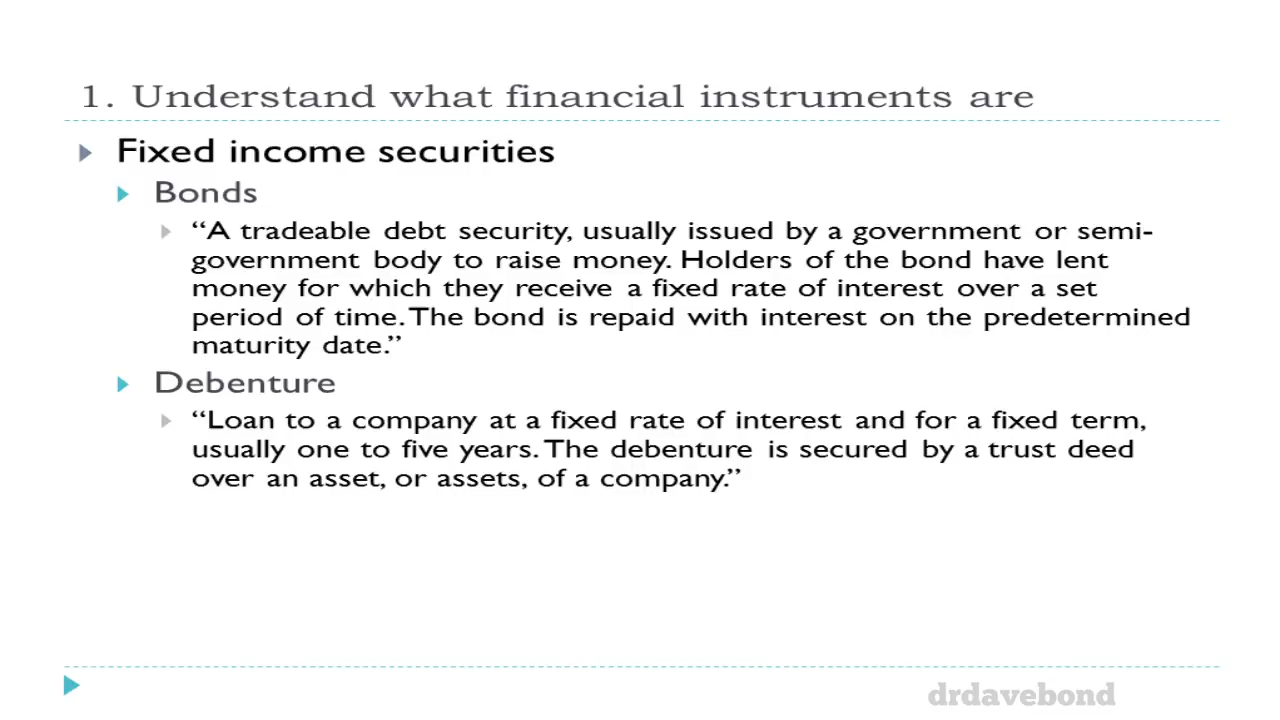 1. Understand what financial instruments are
Fixed income securities
Bonds
“A tradeable debt security, usually issued by a government or semi-
government body to raise money. Holders of the bond have lent
money for which they receive a fixed rate of interest over a set
period of time. The bond is repaid with interest on the predetermined
maturity date.”
Debenture
“Loan to a company at a fixed rate of interest and for a fixed term,
usually one to five years. The debenture is secured by a trust deed
over an asset, or assets, of a company.”
drdavebond